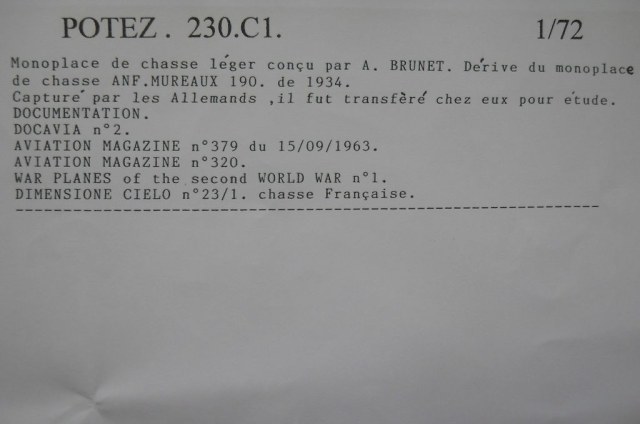 POTEZ. 230.C1. 1/72
Monoplace de chasse léger conçu par A. BRUNET. Dérive du monoplace
de chasse ANF.MUREAUX 190. de 1934.
Capturé par les Allemands ,il fut transfèré chez eux pour étude.
DOCUMENTATION.
DOCAVIA n°2.
AVIATION MAGAZINE n°379 du 15/09/1963.
AVIATION MAGAZINE n°320.
WAR PLANES of the second WORLD WAR n°1.
DIMENSIONE CIELO n°23/1. chasse Française.